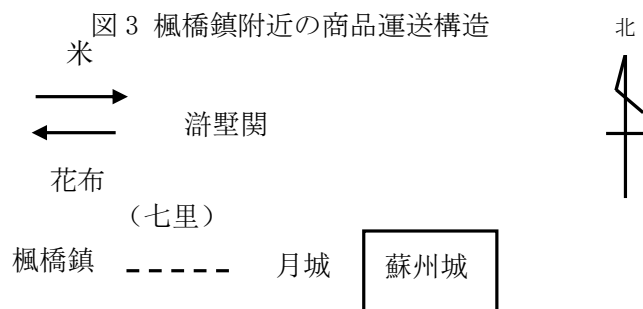 図3 楓橋鎮附近の商品運送構造
北
米
滸墅関
花布
（七里）
楓橋鎮 月城 蘇州城